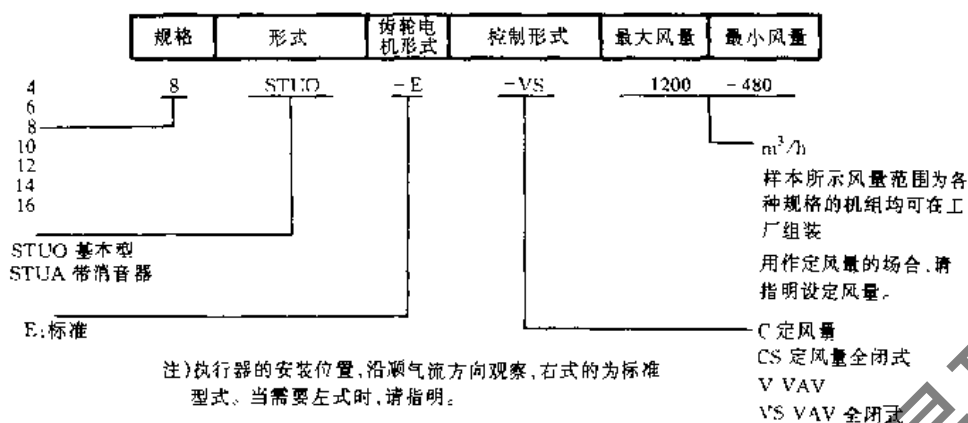 规格 形式 齿轮电机形式 控制形式 最大风量 最小风量
8 STUO -E -VS 1200 -480
4
6
8
10
12
14
16
m³/h
样本所示风量范围为各
种规格的机组均可在工
厂组装
用作定风量的场合,请
指明设定风量。
STUO 基本型
STUA 带消音器
E:标准
C 定风量
CS 定风量全闭式
V VAV
VS VAV 全闭式
注)执行器的安装位置,沿顺气流方向观察,右式的为标准
型式。当需要左式时,请指明。